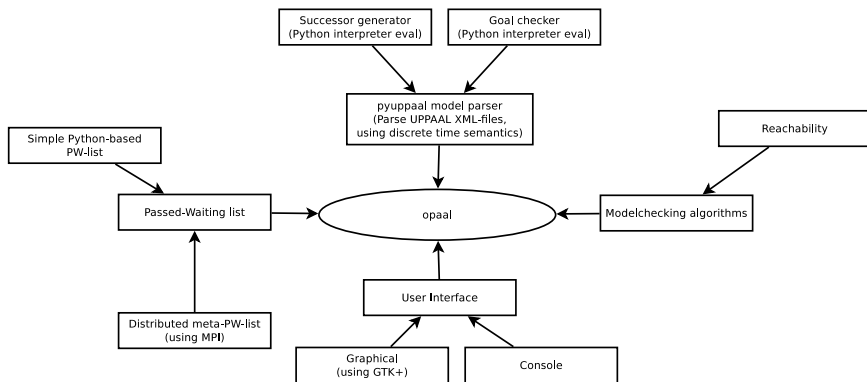 Successor generator
(Python interpreter eval)
Goal checker
(Python interpreter eval)
pyuppaal model parser
(Parse UPPAAL XML-files,
using discrete time semantics)
Simple Python-based
PW-list
Reachability
Passed-Waiting list
opaal
Modelchecking algorithms
User Interface
Distributed meta-PW-list
(using MPI)
Graphical
(using GTK+)
Console